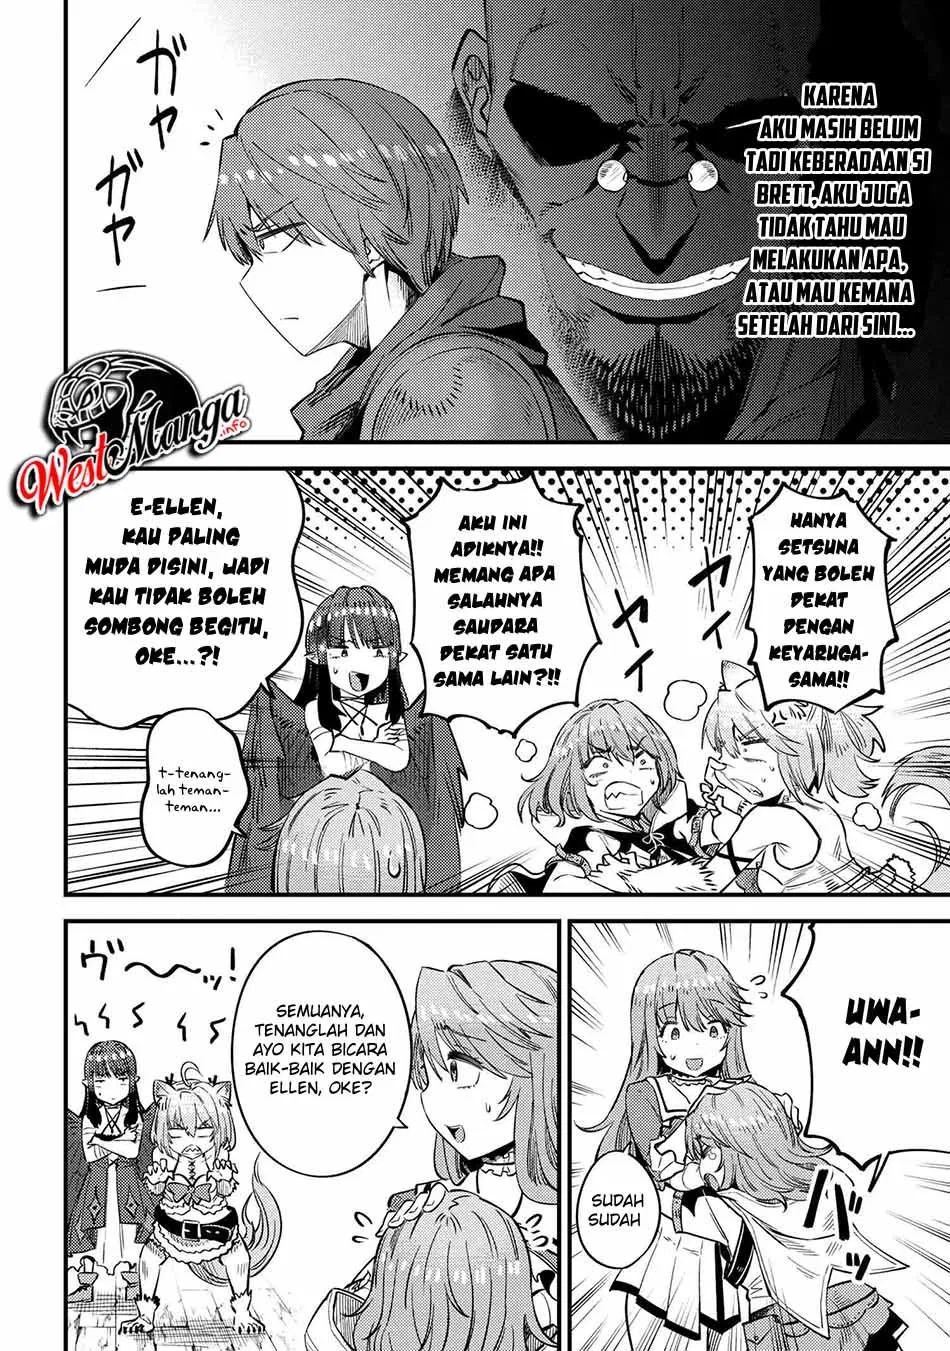 KARENA
AKU MASIH BELUM
TADI KEBERADAAN SI
BRETT, AKU JUGA
TIDAK TAHU MAU
MELAKUKAN APA,
ATAU MAU KEMANA
SETELAH DARI SINI...
ガヤ
ガヤ
WestManga
.info
HANYA
SETSUNA
YANG BOLEH
DEKAT
DENGAN
KEYARUGA-
SAMA!!
AKU INI
ADIKNYA!!
MEMANG APA
SALAHNYA
SAUDARA
DEKAT SATU
SAMA LAIN?!!
E-ELLEN,
KAU PALING
MUDA DISINI, JADI
KAU TIDAK BOLEH
SOMBONG BEGITU,
OKE...?!
t-tenang-
lah teman-
teman...
UWA-
ANN!!
SUDAH
SUDAH
SEMUANYA,
TENANGLAH DAN
AYO KITA BICARA
BAIK-BAIK DENGAN
ELLEN, OKE?
ヴ〜〜ッ!